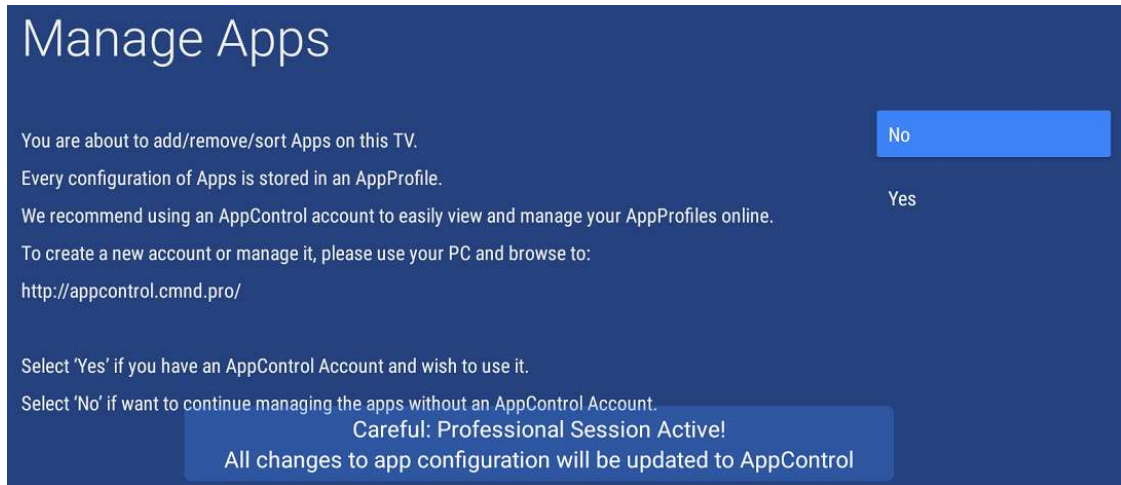 Manage Apps
You are about to add/remove/sort Apps on this TV.
Every configuration of Apps is stored in an AppProfile.
We recommend using an AppControl account to easily view and manage your AppProfiles online.
To create a new account or manage it, please use your PC and browse to:
http://appcontrol.cmnd.pro/
Select ‘Yes’ if you have an AppControl Account and wish to use it.
Select ‘No’ if want to continue managing the apps without an AppControl Account.
No
Yes
Careful: Professional Session Active!
All changes to app configuration will be updated to AppControl